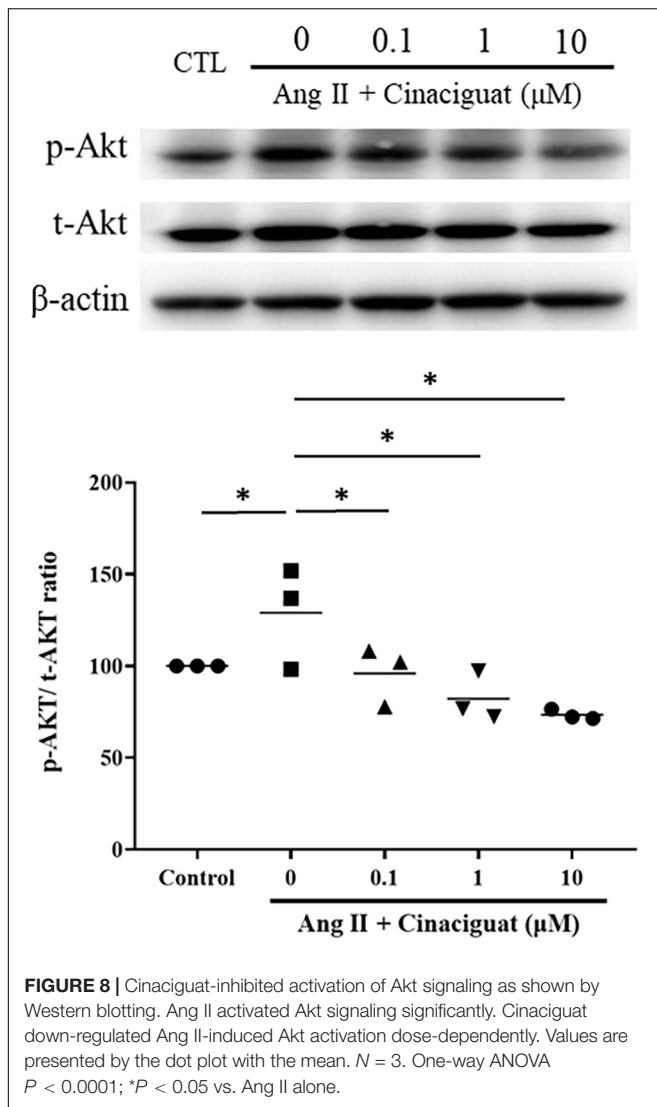 CTL 0 0.1 1 10
Ang II + Cinaciguat (μM)
p-Akt
t-Akt
β-actin
*
*
* *
200
150
100
50
0
p-AKT/ t-AKT ratio
Control 0 0.1 1 10
Ang II + Cinaciguat (μM)
FIGURE 8 | Cinaciguat-inhibited activation of Akt signaling as shown by
Western blotting. Ang II activated Akt signaling significantly. Cinaciguat
down-regulated Ang II-induced Akt activation dose-dependently. Values are
presented by the dot plot with the mean. N = 3. One-way ANOVA
P < 0.0001; *P < 0.05 vs. Ang II alone.